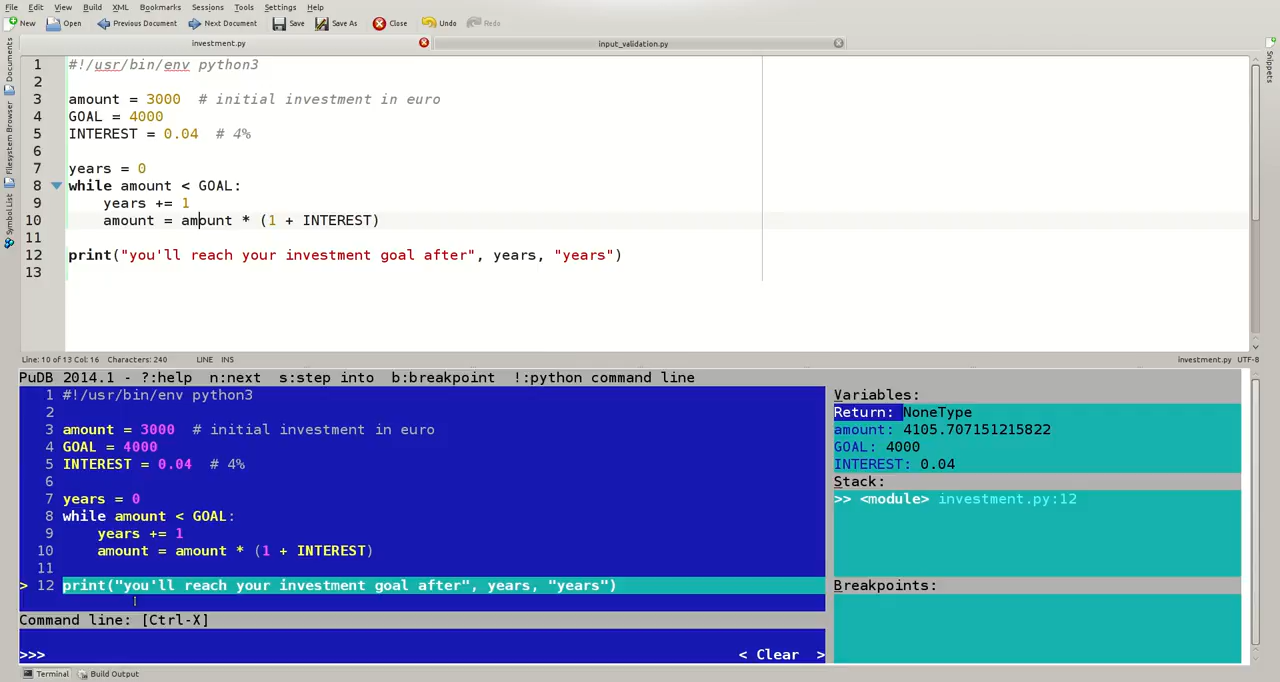 File Edit View Build XML Bookmarks Sessions Tools Settings Help
New Open Previous Document Next Document Save Save As Close Undo Redo
investment.py input_validation.py
Documents
Filesystem Browser
Symbol List
Snippets
1 #!/usr/bin/env python3
2
3 amount = 3000 # initial investment in euro
4 GOAL = 4000
5 INTEREST = 0.04 # 4%
6
7 years = 0
8 while amount < GOAL:
9 years += 1
10 amount = amount * (1 + INTEREST)
11
12 print("you'll reach your investment goal after", years, "years")
13
Line: 10 of 13 Col: 16 Characters: 240 LINE INS investment.py UTF-8
PuDB 2014.1 - ?:help n:next s:step into b:breakpoint !:python command line
1 #!/usr/bin/env python3
2
3 amount = 3000 # initial investment in euro
4 GOAL = 4000
5 INTEREST = 0.04 # 4%
6
7 years = 0
8 while amount < GOAL:
9 years += 1
10 amount = amount * (1 + INTEREST)
11
> 12 print("you'll reach your investment goal after", years, "years")
Command line: [Ctrl-X]
>>> < Clear >
Variables:
Return: NoneType
amount: 4105.707151215822
GOAL: 4000
INTEREST: 0.04
Stack:
>> <module> investment.py:12
Breakpoints:
Terminal Build Output